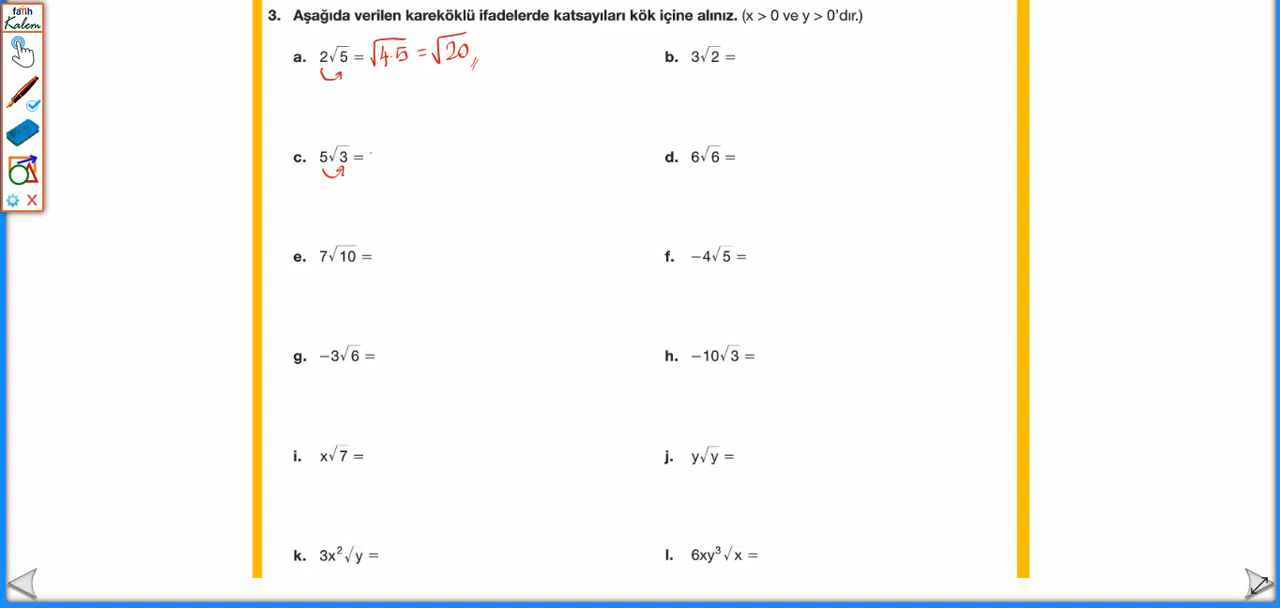 fatih
Kalem
3. Aşağıda verilen kareköklü ifadelerde katsayıları kök içine alınız. (x > 0 ve y > 0'dır.)
a. 2√5 = √4.5 = √20
b. 3√2 =
c. 5√3 =
d. 6√6 =
e. 7√10 =
f. −4√5 =
g. −3√6 =
h. −10√3 =
i. x√7 =
j. y√y =
k. 3x²√y =
l. 6xy³√x =